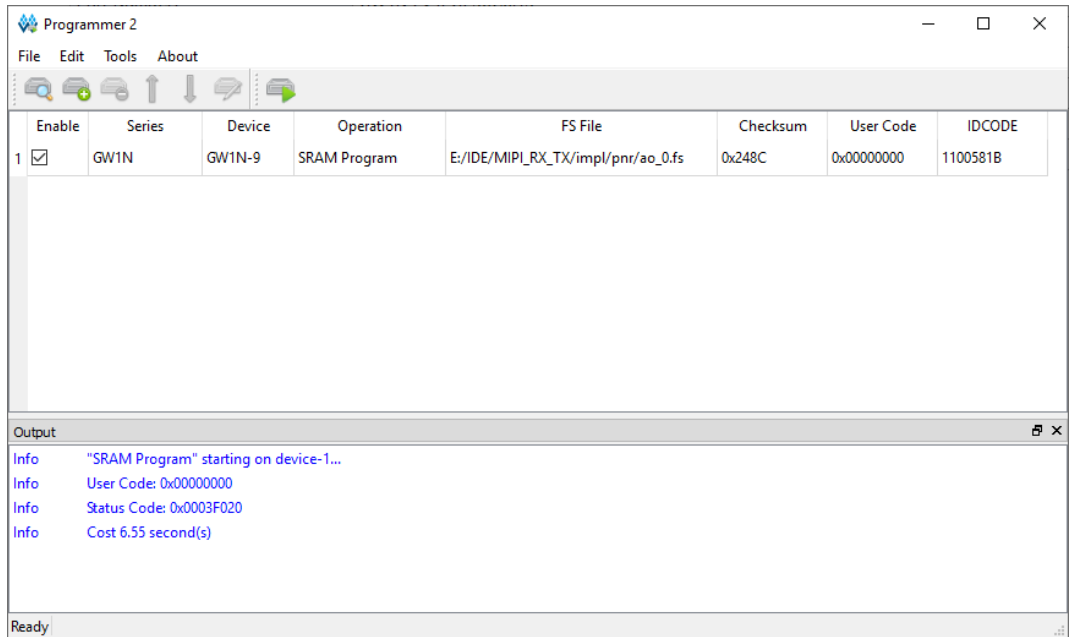 Programmer 2
File Edit Tools About
Enable Series Device Operation FS File Checksum User Code IDCODE
1 GW1N GW1N-9 SRAM Program E:/IDE/MIPI_RX_TX/impl/pnr/ao_0.fs 0x248C 0x00000000 1100581B
Output
Info "SRAM Program" starting on device-1...
Info User Code: 0x00000000
Info Status Code: 0x0003F020
Info Cost 6.55 second(s)
Ready